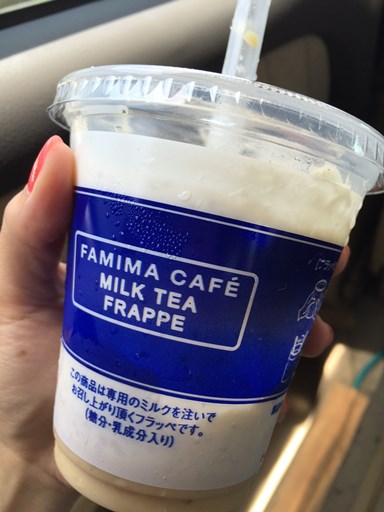 FAMIMA CAFÉ
MILK TEA
FRAPPE
この商品は専用のミルクを注いで
お召し上がり頂くフラッペです。
(糖分・乳成分入り)